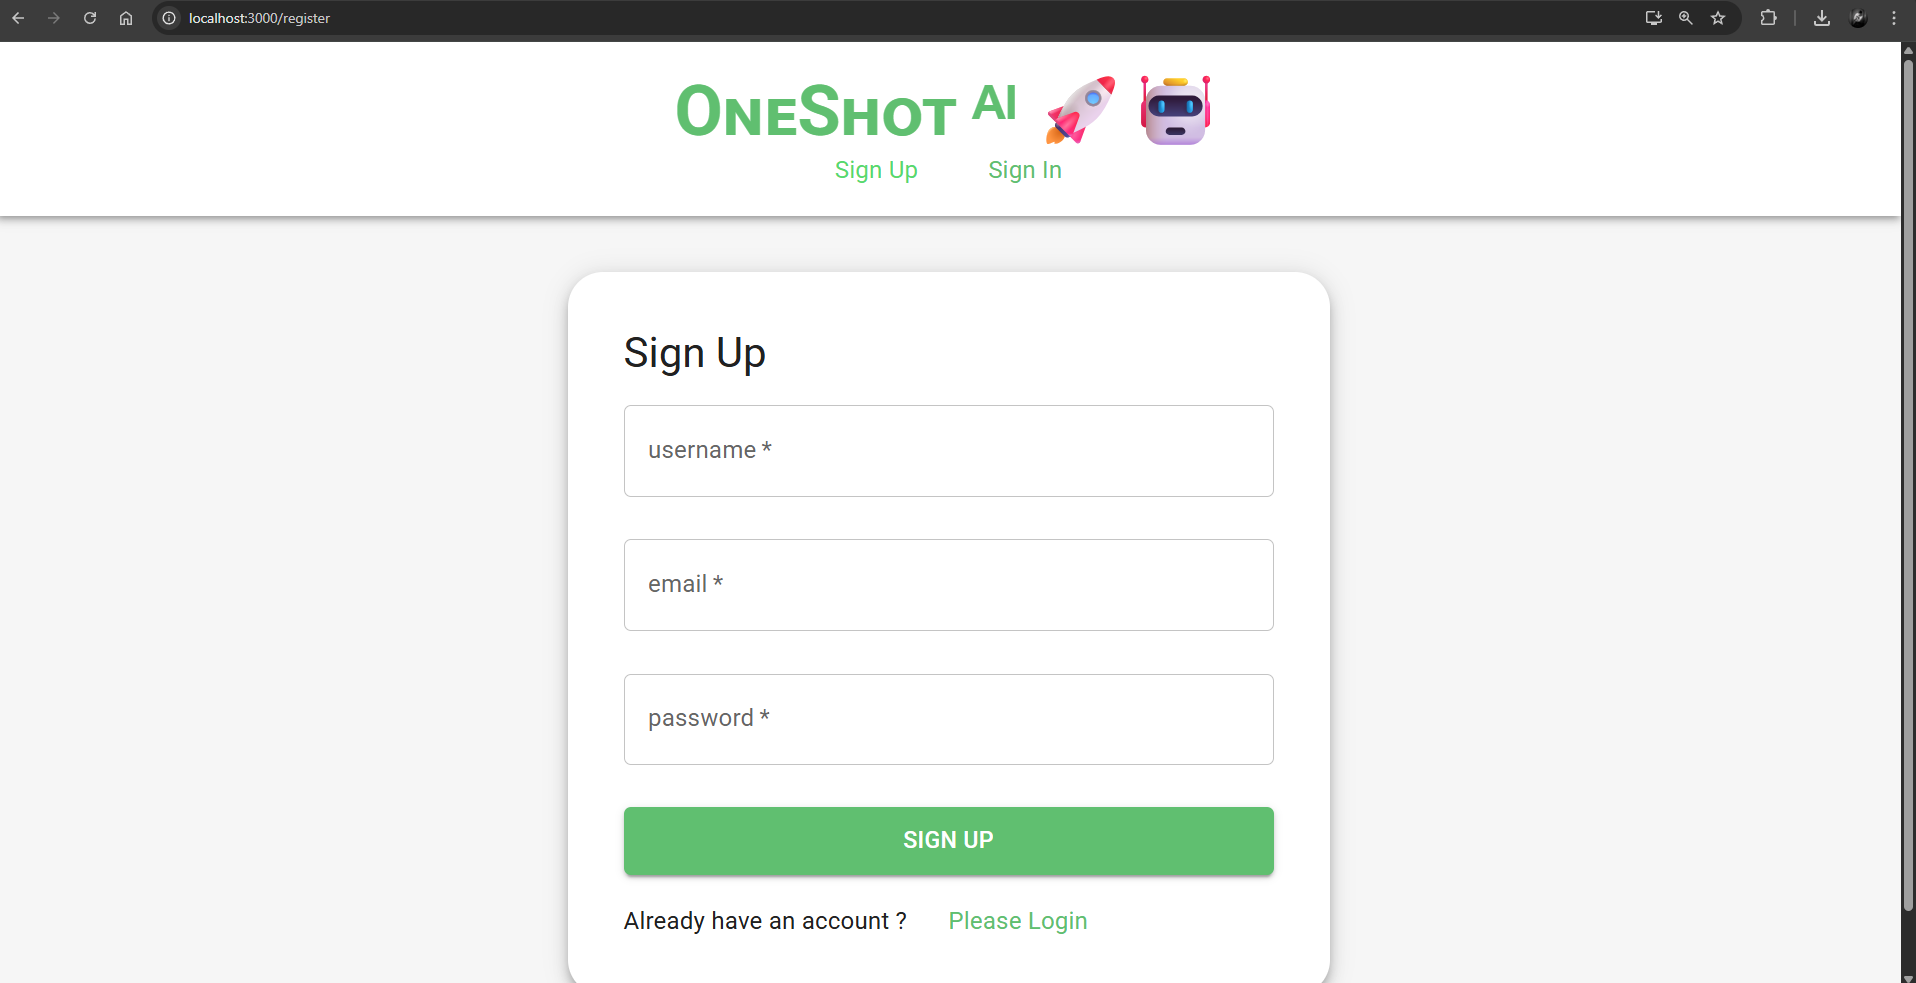 localhost:3000/register
OneShot AI
Sign Up Sign In
Sign Up
username *
email *
password *
SIGN UP
Already have an account ? Please Login